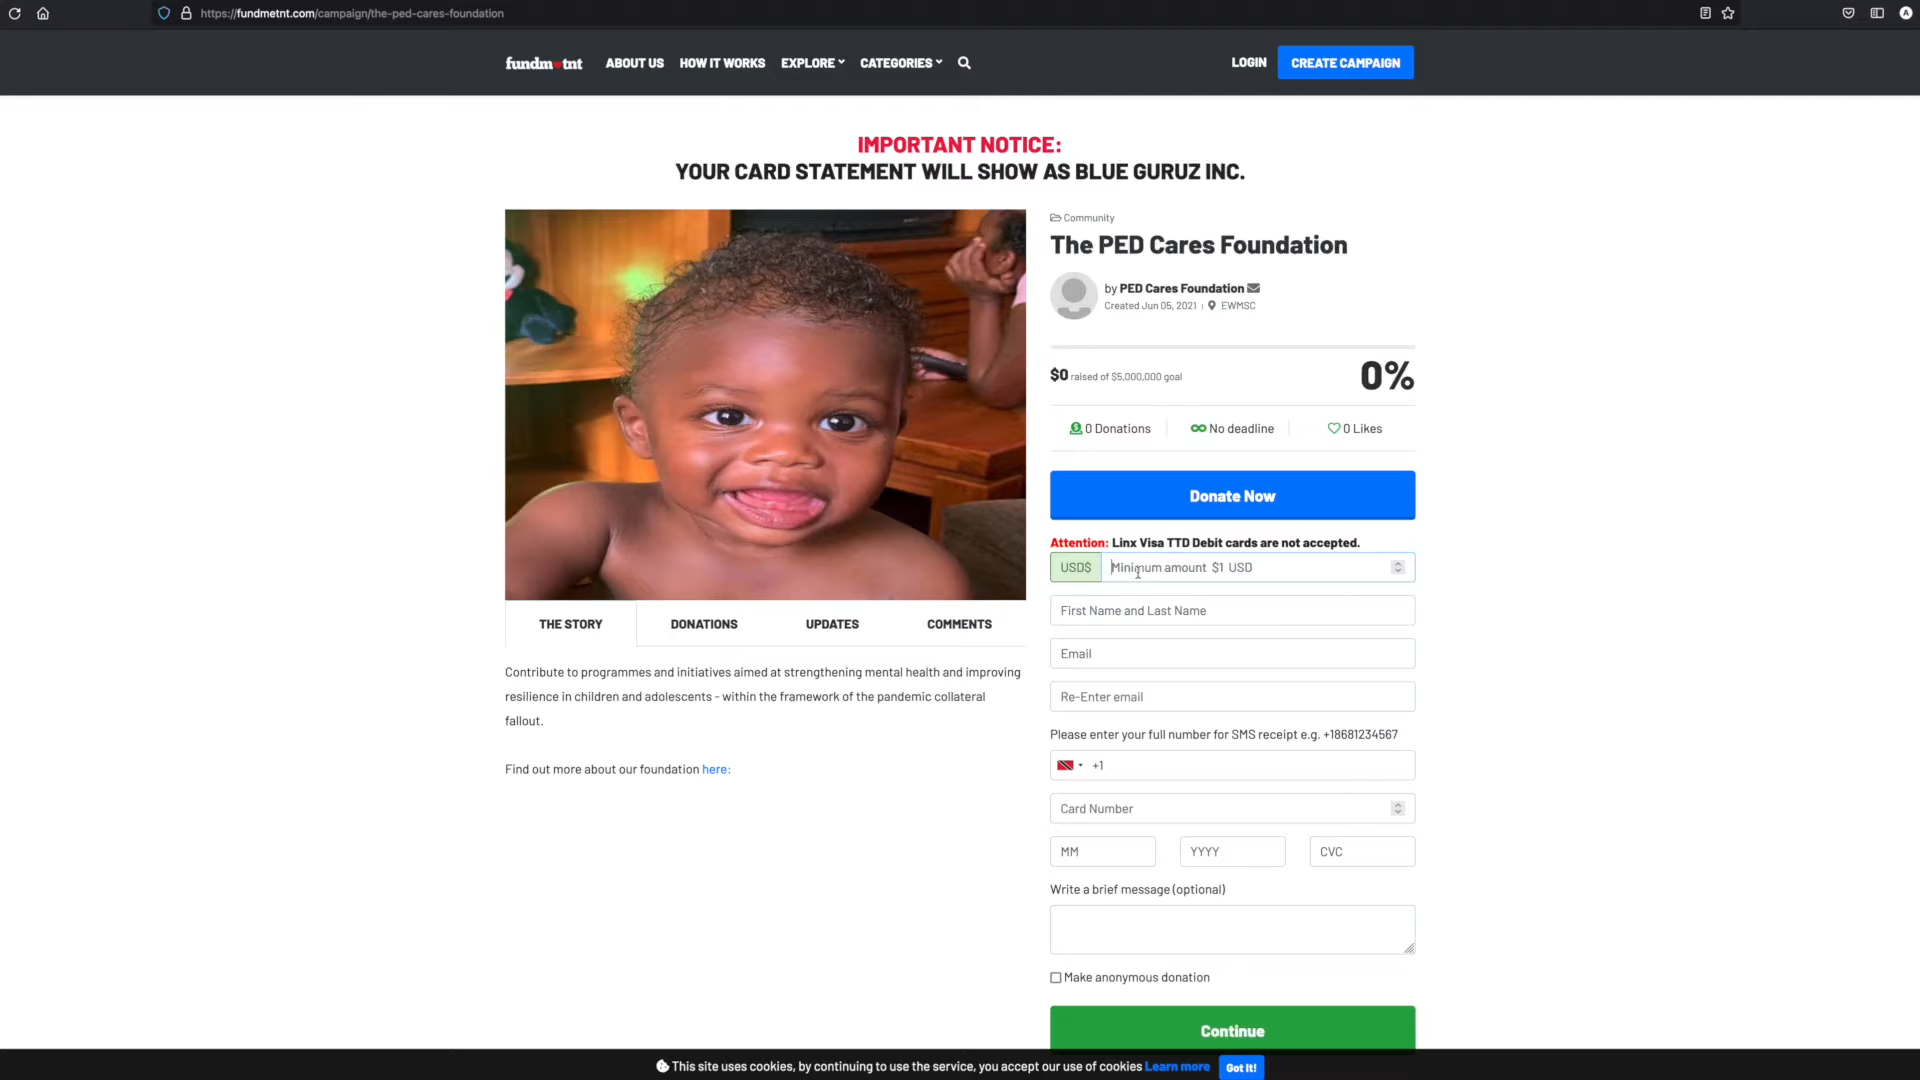 https://fundmetnt.com/campaign/the-ped-cares-foundation
fundm tnt
ABOUT US
HOW IT WORKS
EXPLORE
CATEGORIES
LOGIN
CREATE CAMPAIGN
IMPORTANT NOTICE:
YOUR CARD STATEMENT WILL SHOW AS BLUE GURUZ INC.
Community
The PED Cares Foundation
by PED Cares Foundation
Created Jun 05, 2021
EWMSC
$0 raised of $5,000,000 goal
0%
0 Donations
No deadline
0 Likes
Donate Now
Attention: Linx Visa TTD Debit cards are not accepted.
USD$
Minimum amount $1 USD
First Name and Last Name
Email
Re-Enter email
Please enter your full number for SMS receipt e.g. +18681234567
+1
Card Number
MM
YYYY
CVC
Write a brief message (optional)
Make anonymous donation
Continue
THE STORY
DONATIONS
UPDATES
COMMENTS
Contribute to programmes and initiatives aimed at strengthening mental health and improving
resilience in children and adolescents - within the framework of the pandemic collateral
fallout.
Find out more about our foundation here:
This site uses cookies, by continuing to use the service, you accept our use of cookies Learn more
Got It!
A